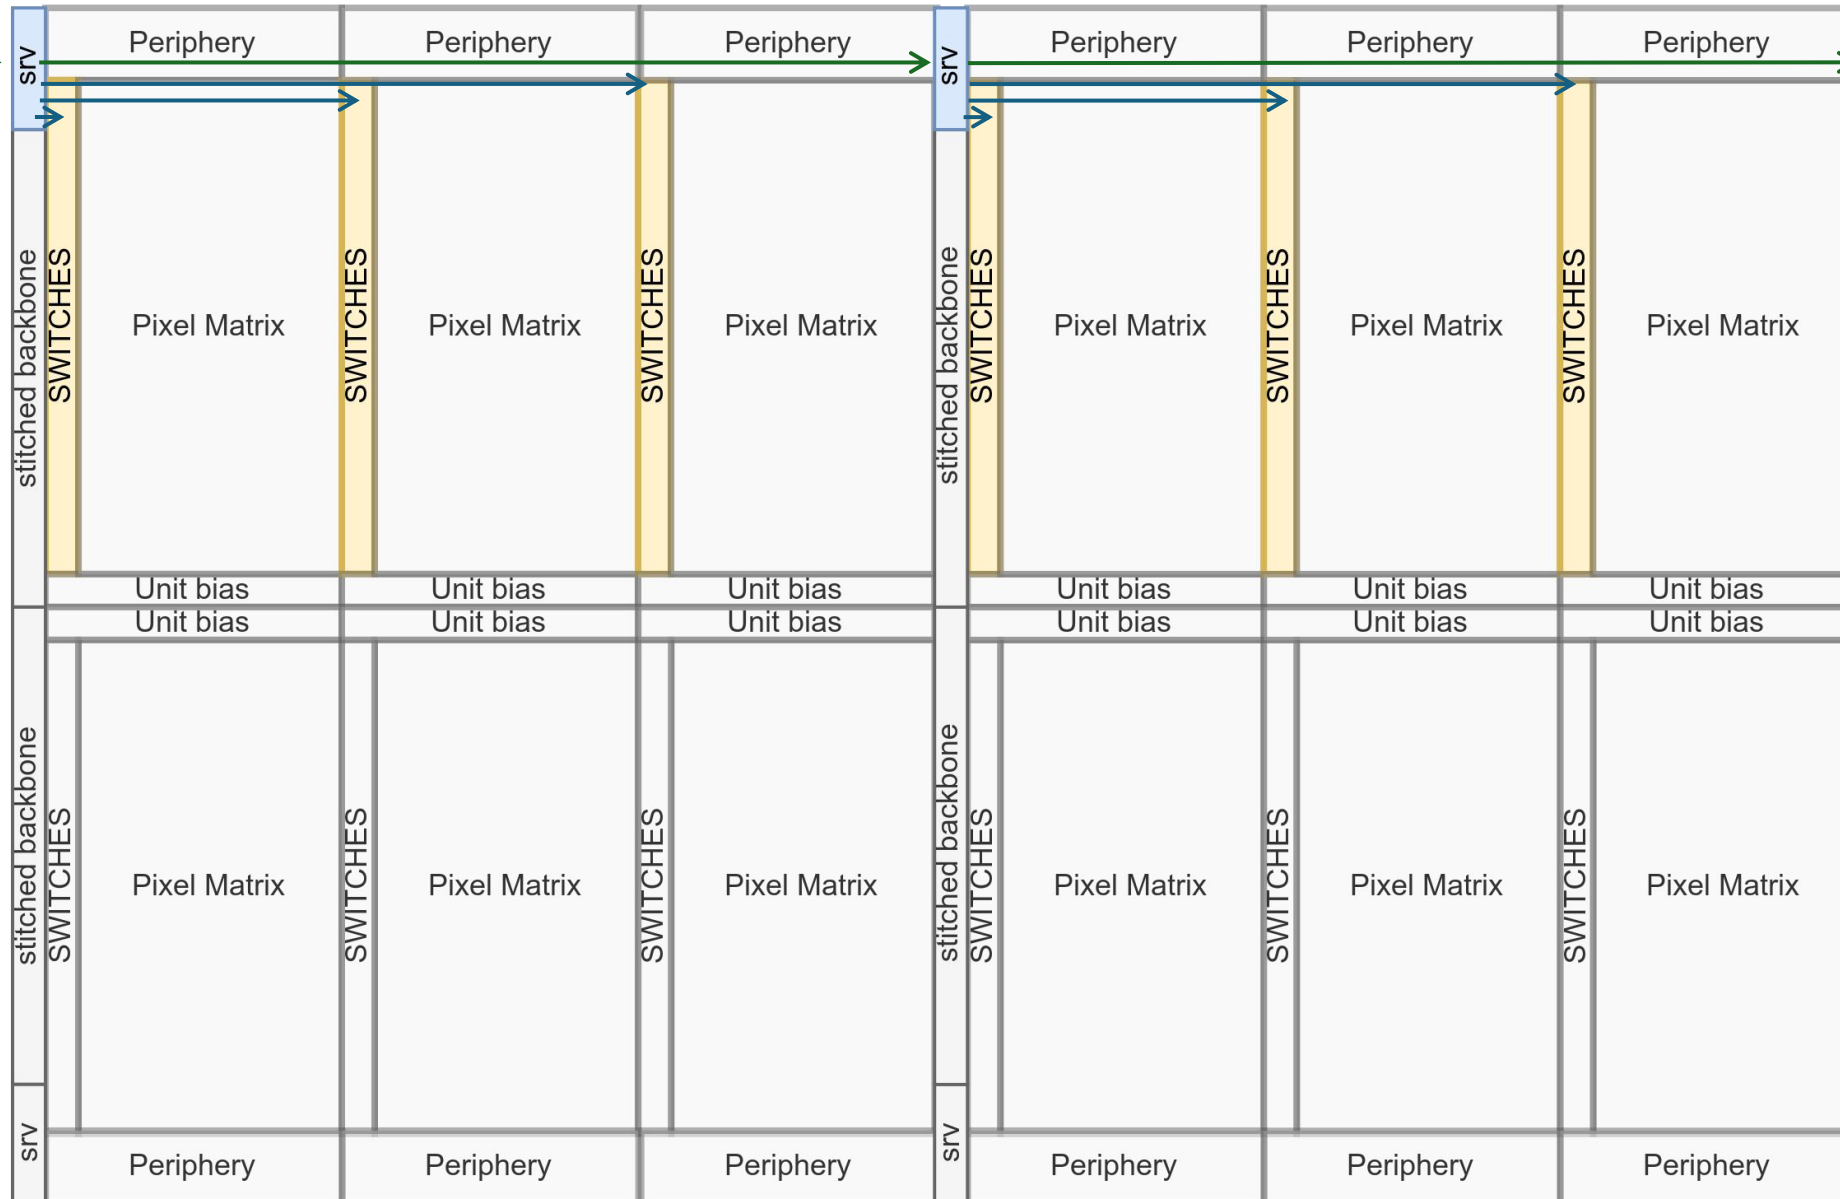 srv
Periphery
Periphery
Periphery
srv
Periphery
Periphery
Periphery
stitched backbone
SWITCHES
Pixel Matrix
SWITCHES
Pixel Matrix
SWITCHES
Pixel Matrix
stitched backbone
SWITCHES
Pixel Matrix
SWITCHES
Pixel Matrix
SWITCHES
Pixel Matrix
Unit bias
Unit bias
Unit bias
Unit bias
Unit bias
Unit bias
Unit bias
Unit bias
Unit bias
Unit bias
Unit bias
Unit bias
stitched backbone
SWITCHES
Pixel Matrix
SWITCHES
Pixel Matrix
SWITCHES
Pixel Matrix
stitched backbone
SWITCHES
Pixel Matrix
SWITCHES
Pixel Matrix
SWITCHES
Pixel Matrix
srv
Periphery
Periphery
Periphery
srv
Periphery
Periphery
Periphery